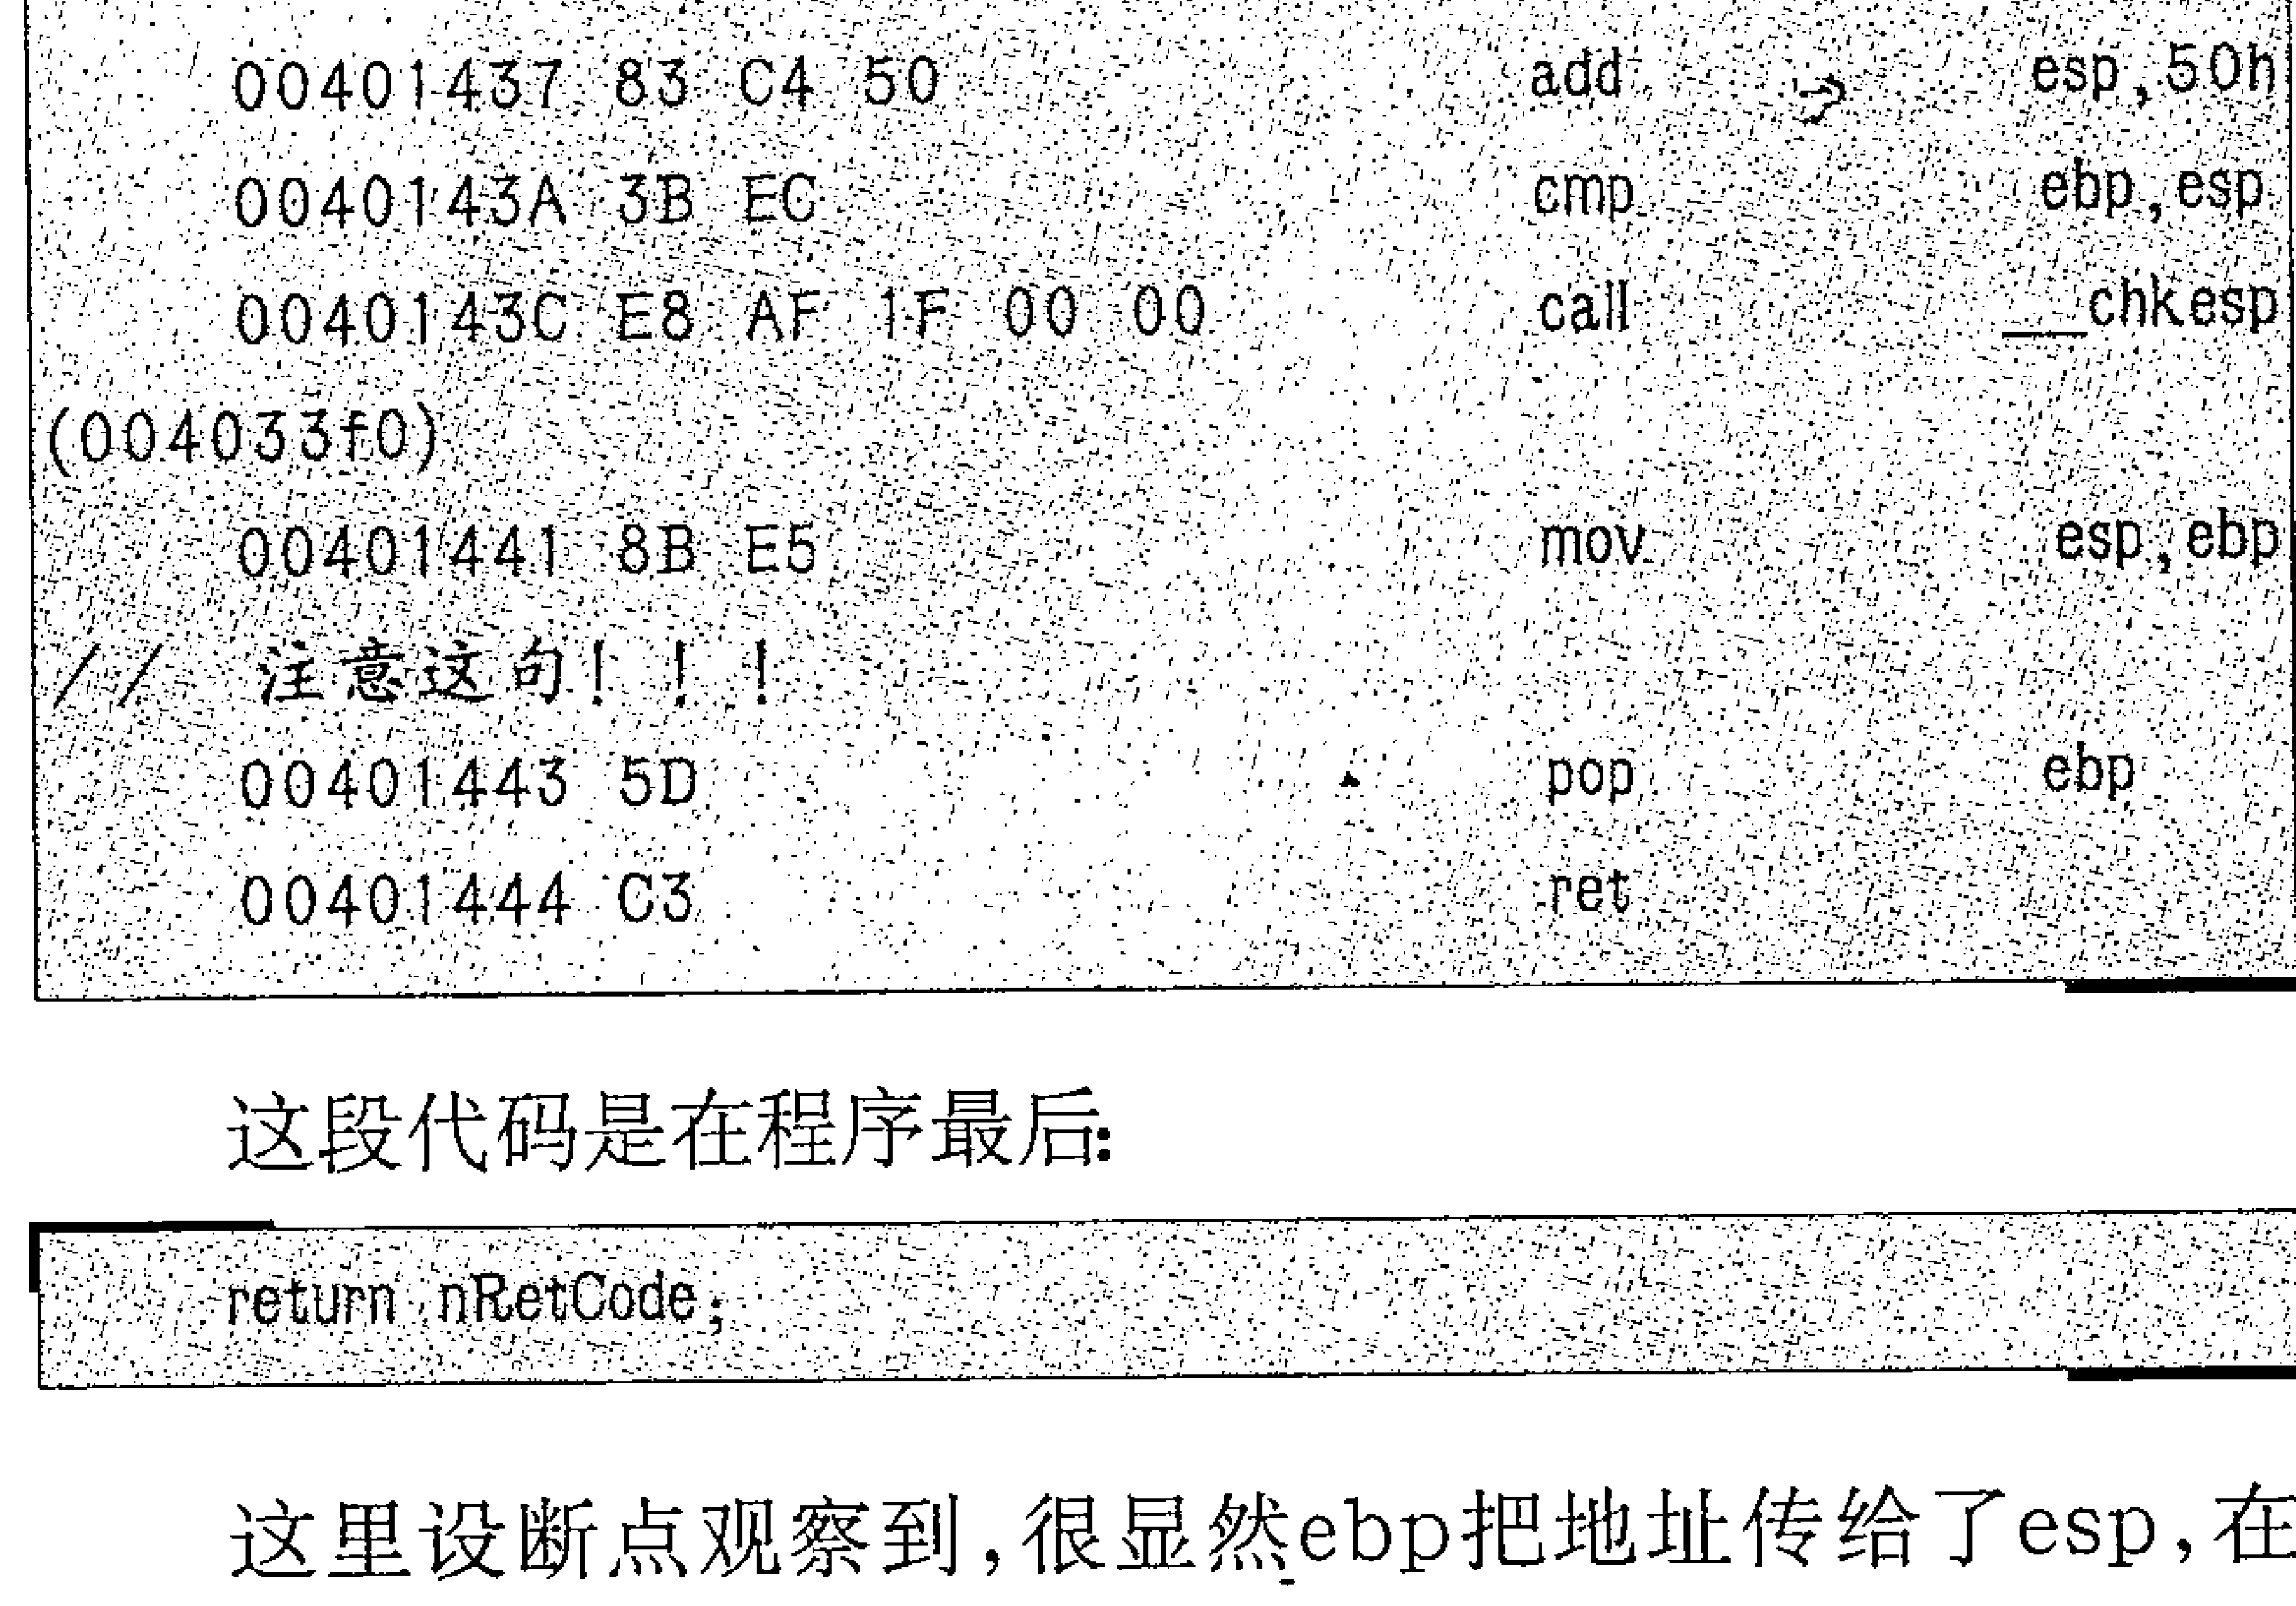 00401437 83 C4 50 add esp,50h
0040143A 3B EC cmp ebp,esp
0040143C E8 AF 1F 00 00 call __chkesp
(004033f0)
00401441 8B E5 mov esp,ebp
// 注意这句!!!
00401443 5D pop ebp
00401444 C3 ret
这段代码是在程序最后:
return nRetCode;
这里设断点观察到,很显然ebp把地址传给了esp,在